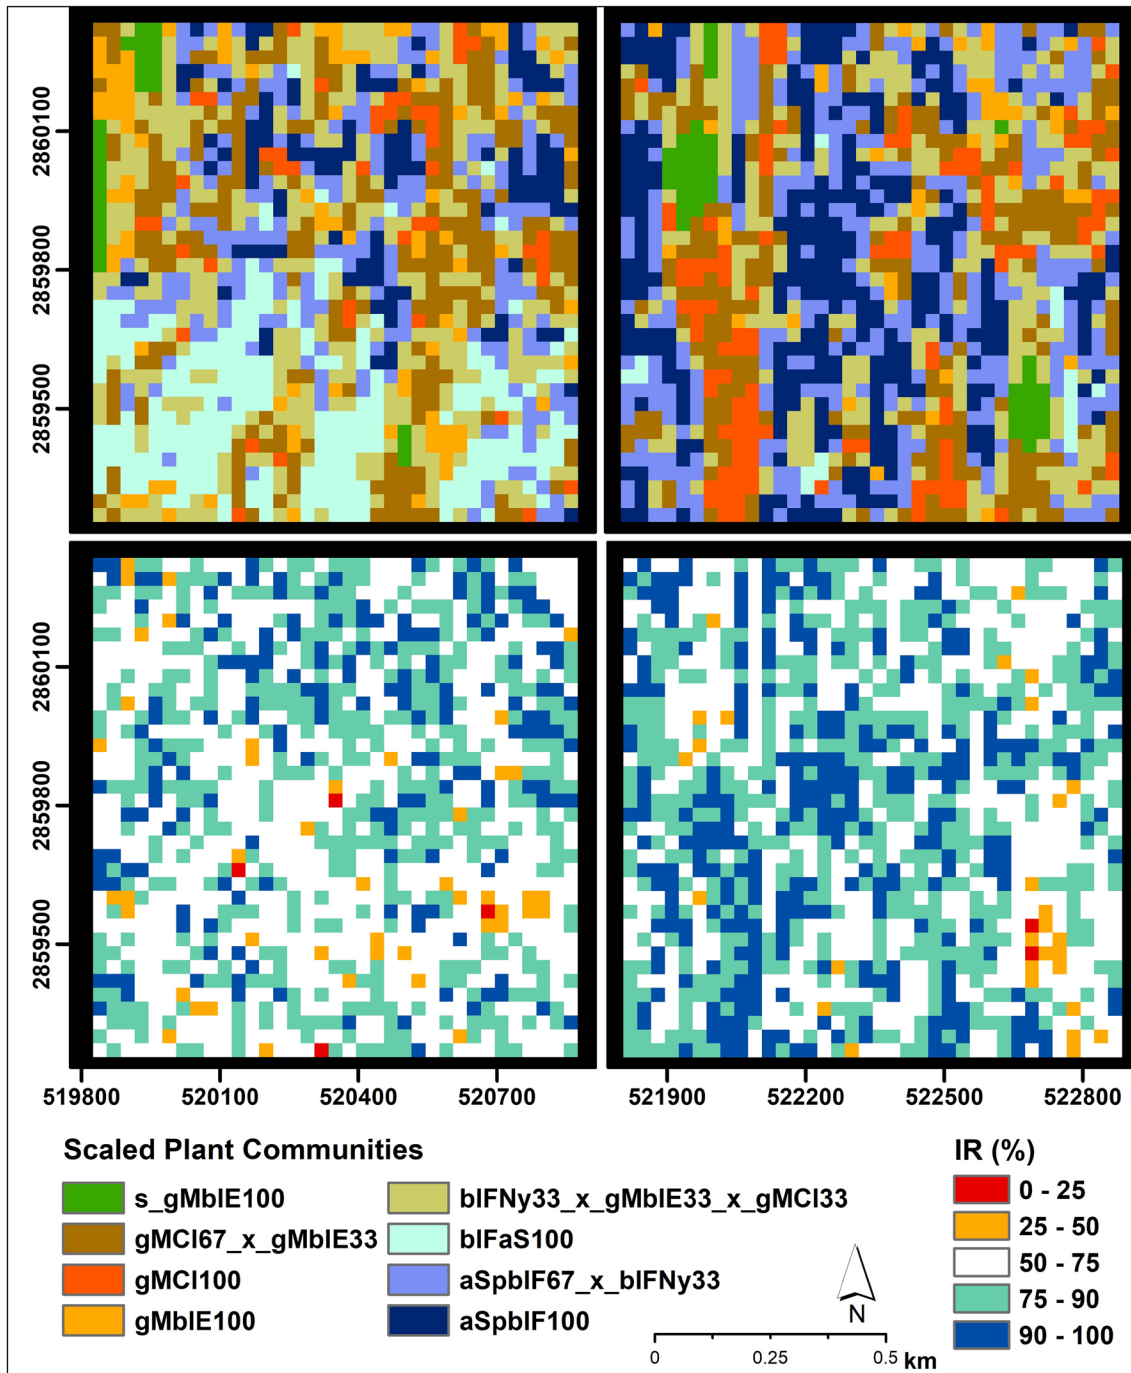 2860100
2859800
2859500
2860100
2859800
2859500
519800 520100 520400 520700 521900 522200 522500 522800
Scaled Plant Communities
s_gMblE100
gMCl67_x_gMblE33
gMCl100
gMblE100
blFNy33_x_gMblE33_x_gMCl33
blFaS100
aSpblF67_x_blFNy33
aSpblF100
N
0 0.25 0.5 km
IR (%)
0 - 25
25 - 50
50 - 75
75 - 90
90 - 100